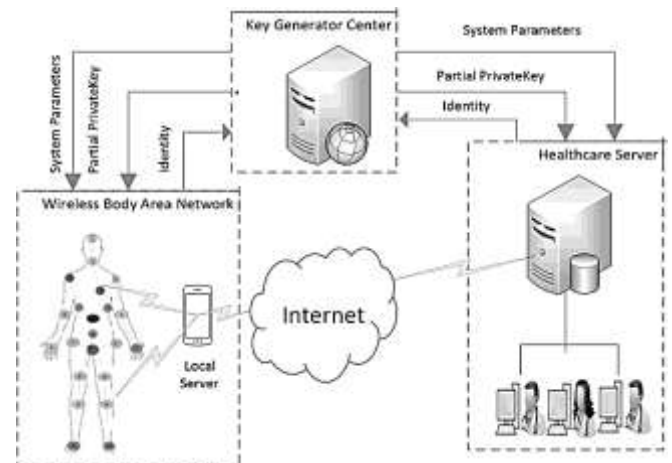 Key Generator Center
System Parameters
Partial PrivateKey
Identity
System Parameters
Partial PrivateKey
Identity
Healthcare Server
Wireless Body Area Network
Internet
Local
Server